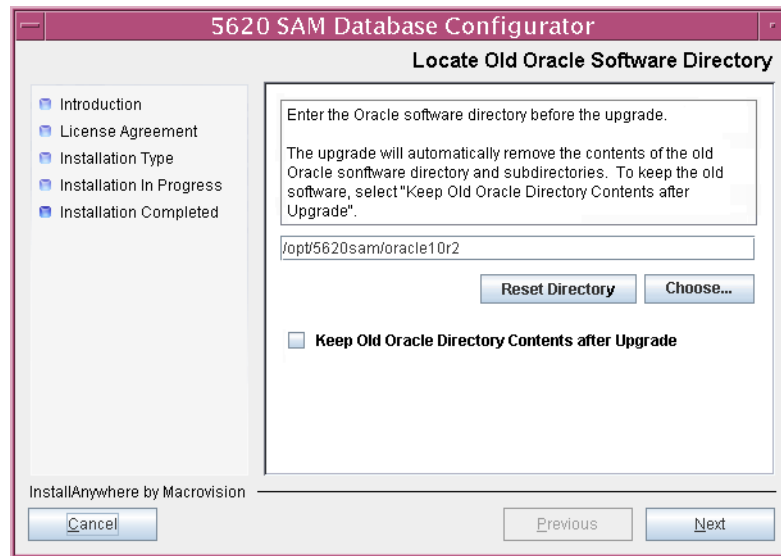 5620 SAM Database Configurator
Locate Old Oracle Software Directory
Introduction
License Agreement
Installation Type
Installation In Progress
Installation Completed
Enter the Oracle software directory before the upgrade.
The upgrade will automatically remove the contents of the old
Oracle sonftware directory and subdirectories. To keep the old
software, select "Keep Old Oracle Directory Contents after
Upgrade".
/opt/5620sam/oracle10r2
Reset Directory
Choose...
Keep Old Oracle Directory Contents after Upgrade
InstallAnywhere by Macrovision
Cancel
Previous
Next